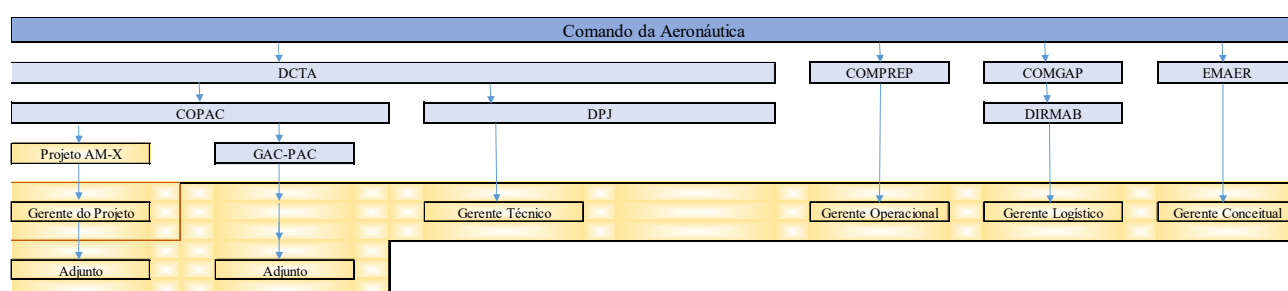 Comando da Aeronáutica
DCTA
COMPREP
COMGAP
EMAER
COPAC
DPJ
DIRMAB
Projeto AM-X
GAC-PAC
Gerente do Projeto
Gerente Técnico
Gerente Operacional
Gerente Logístico
Gerente Conceitual
Adjunto
Adjunto